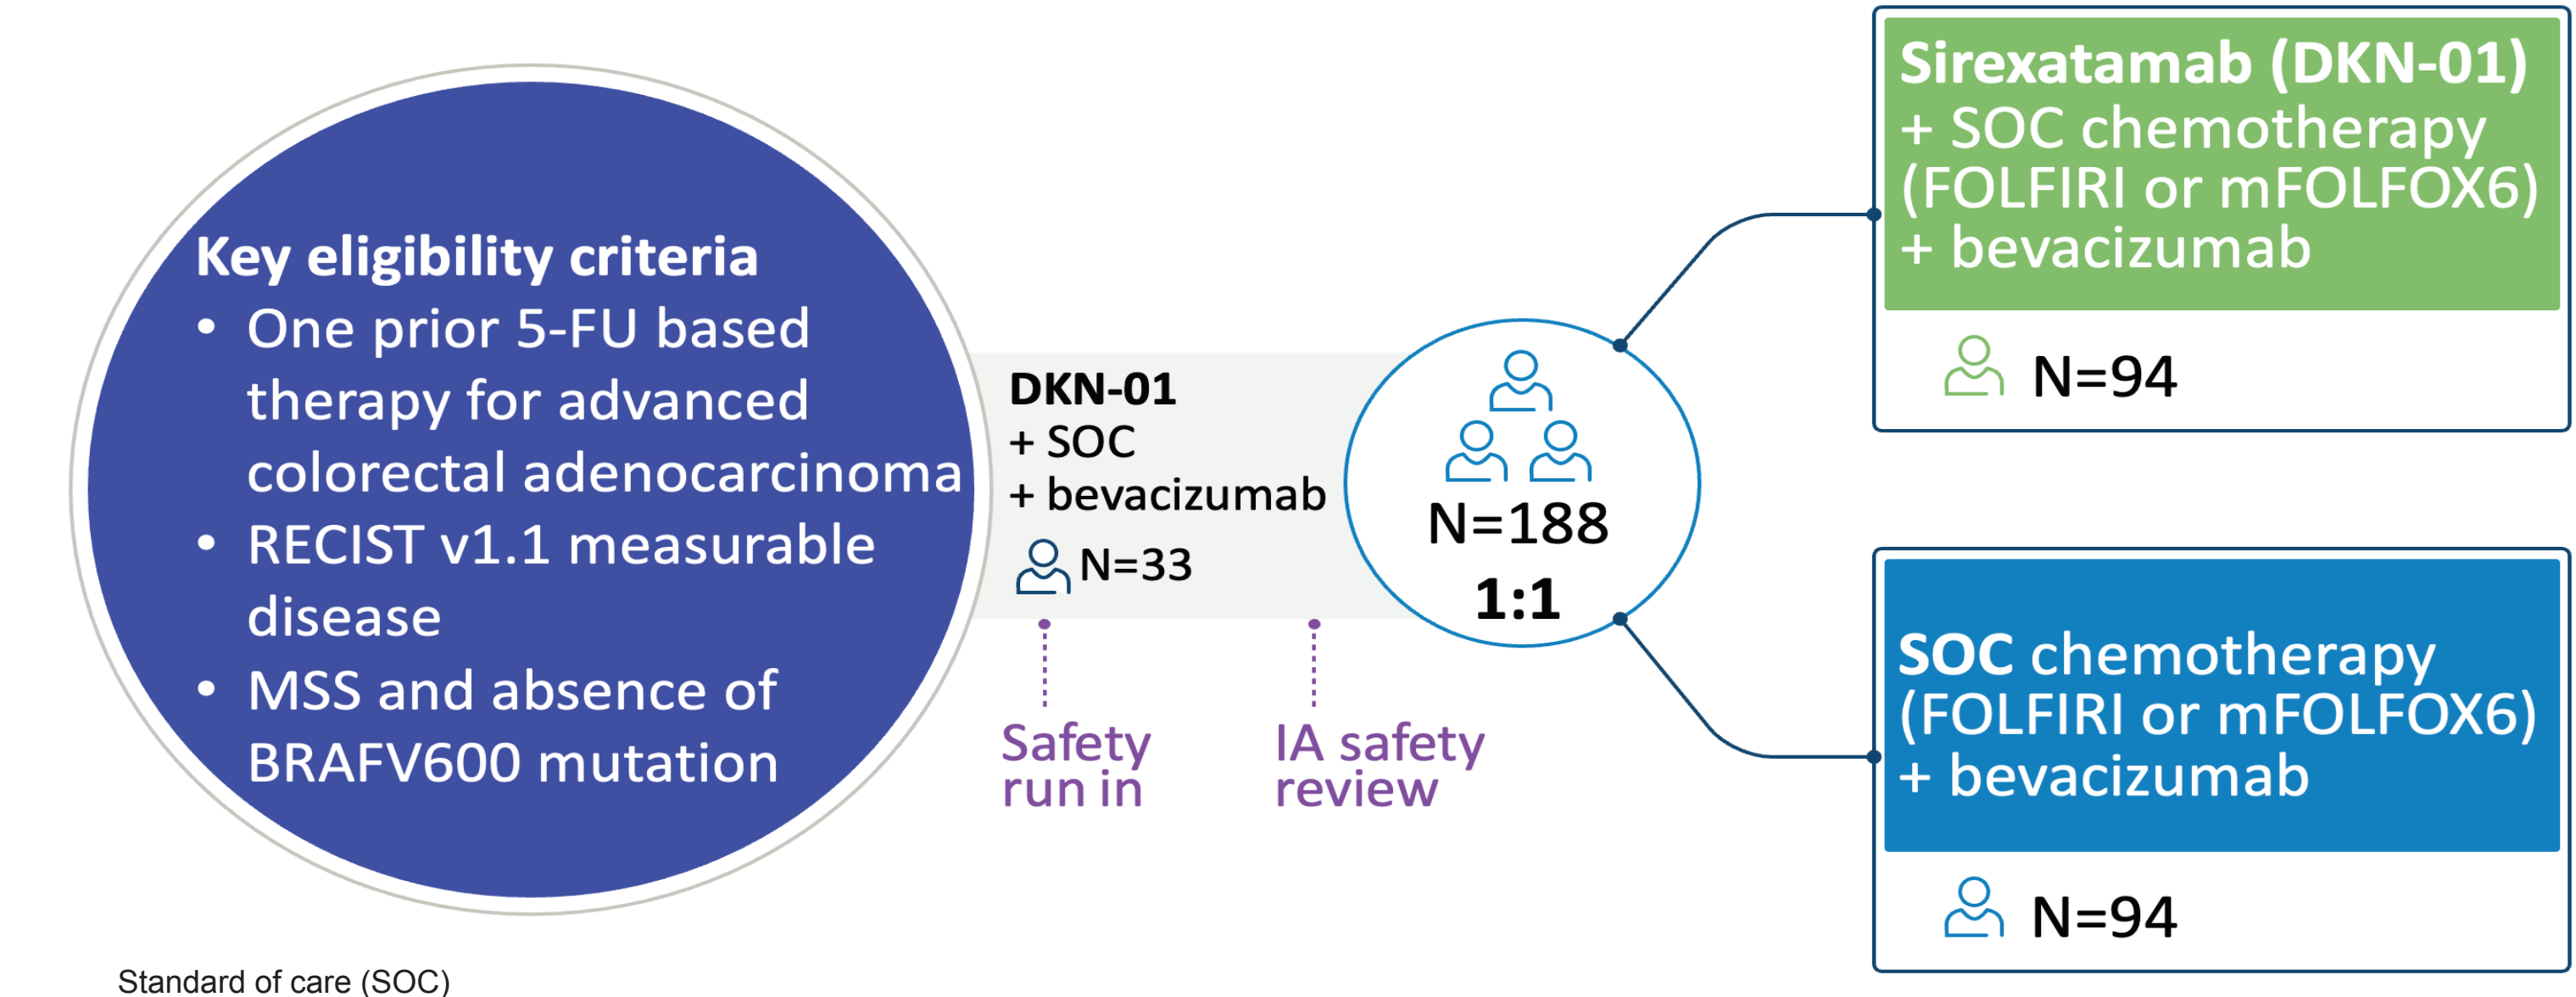 Key eligibility criteria
• One prior 5-FU based
therapy for advanced
colorectal adenocarcinoma
• RECIST v1.1 measurable
disease
• MSS and absence of
BRAFV600 mutation
DKN-01
+ SOC
+ bevacizumab
N=33
Safety
run in
IA safety
review
N=188
1:1
Sirexatamab (DKN-01)
+ SOC chemotherapy
(FOLFIRI or mFOLFOX6)
+ bevacizumab
N=94
SOC chemotherapy
(FOLFIRI or mFOLFOX6)
+ bevacizumab
N=94
Standard of care (SOC)